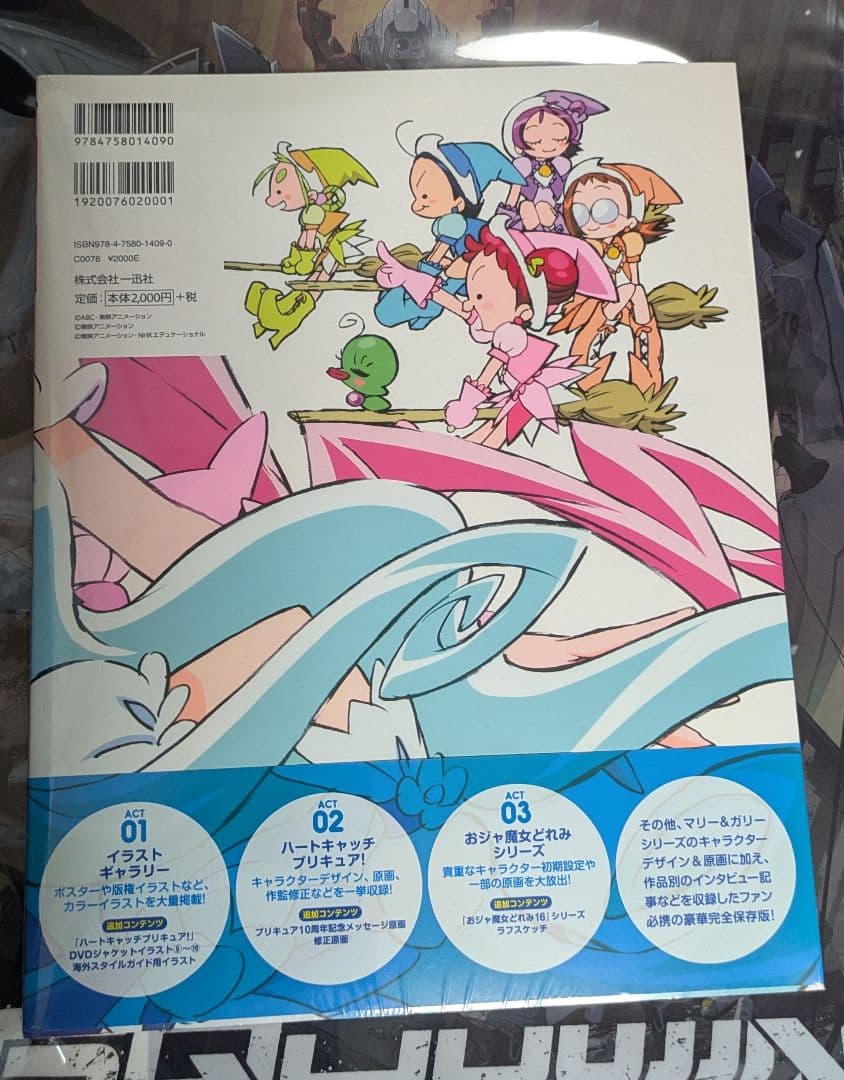 9784758014090
1920076020001
ISBN978-4-7580-1409-0
C0076 ¥2000E
株式会社一迅社
定価：本体2,000円+税
©ABC・東映アニメーション
©東映アニメーション
©東映アニメーション・NHKエデュケーショナル
ACT
01
イラスト
ギャラリー
ポスターや版権イラストなど、
カラーイラストを大量掲載!
追加コンテンツ
「ハートキャッチプリキュア!」
DVDジャケットイラスト⑨〜⑯
海外スタイルガイド用イラスト
ACT
02
ハートキャッチ
プリキュア!
キャラクターデザイン、原画、
作監修正などを一挙収録!
追加コンテンツ
プリキュア10周年記念メッセージ原画
修正原画
ACT
03
おジャ魔女どれみ
シリーズ
貴重なキャラクター初期設定や
一部の原画を大放出!
追加コンテンツ
「おジャ魔女どれみ16」シリーズ
ラフスケッチ
その他、マリー&ガリー
シリーズのキャラクター
デザイン&原画に加え、
作品別のインタビュー記
事などを収録したファン
必携の豪華完全保存版!